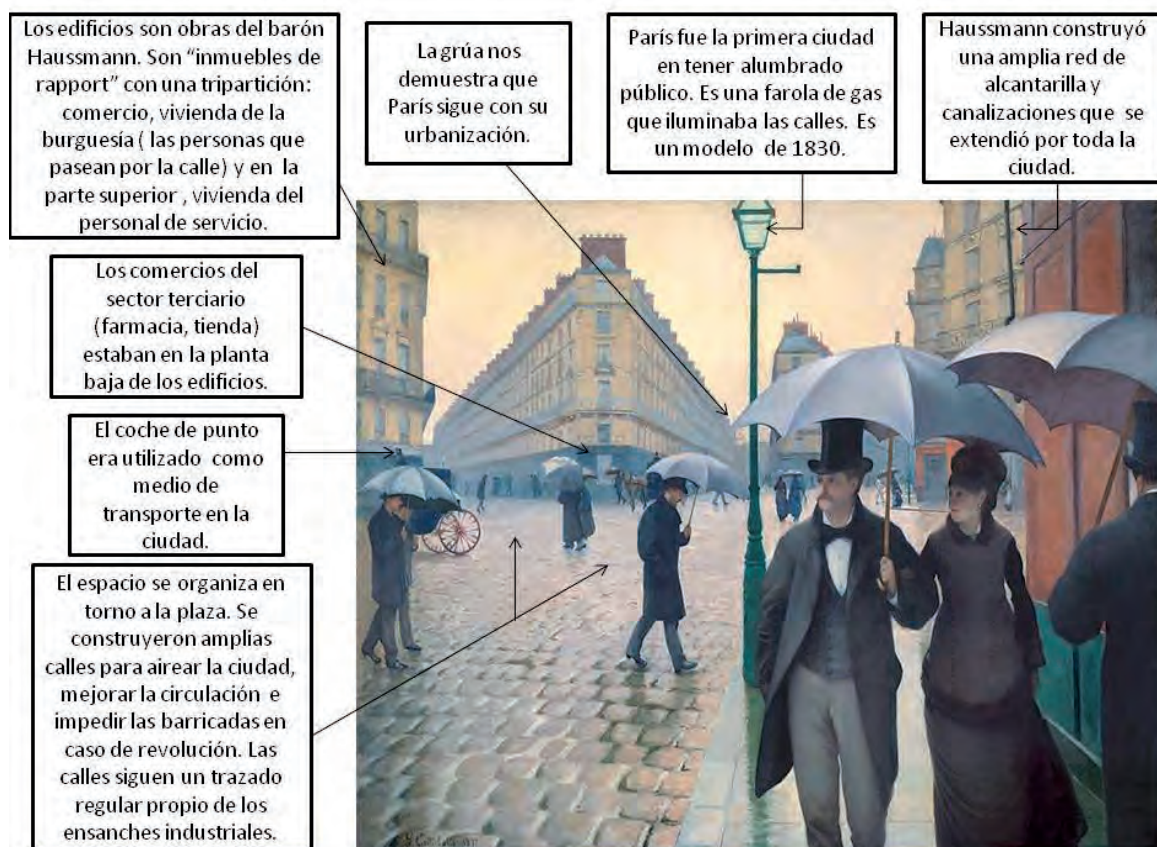 Los edificios son obras del barón
Haussmann. Son “inmuebles de
rapport” con una tripartición:
comercio, vivienda de la
burguesía ( las personas que
pasean por la calle) y en la
parte superior , vivienda del
personal de servicio.
La grúa nos
demuestra que
París sigue con su
urbanización.
París fue la primera ciudad
en tener alumbrado
público. Es una farola de gas
que iluminaba las calles. Es
un modelo de 1830.
Haussmann construyó
una amplia red de
alcantarilla y
canalizaciones que se
extendió por toda la
ciudad.
Los comercios del
sector terciario
(farmacia, tienda)
estaban en la planta
baja de los edificios.
El coche de punto
era utilizado como
medio de
transporte en la
ciudad.
El espacio se organiza en
torno a la plaza. Se
construyeron amplias
calles para airear la ciudad,
mejorar la circulación e
impedir las barricadas en
caso de revolución. Las
calles siguen un trazado
regular propio de los
ensanches industriales.